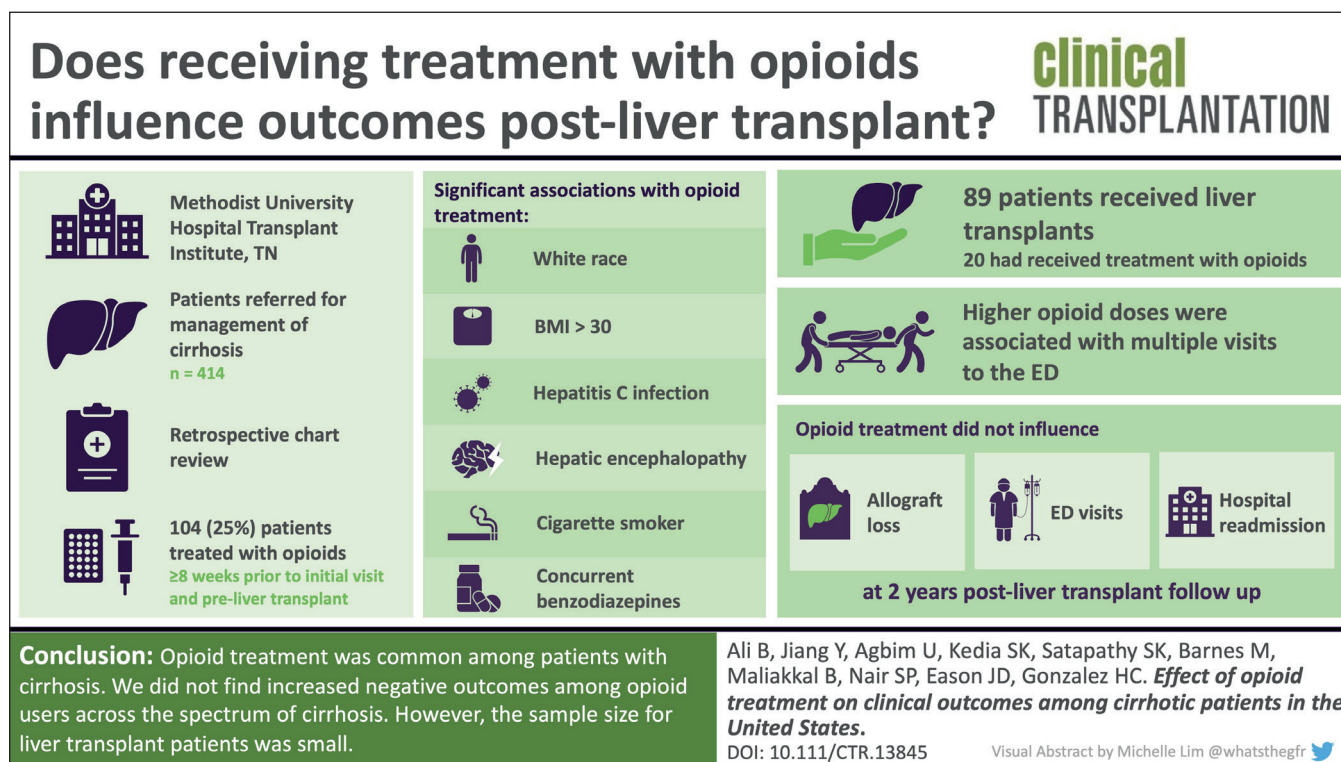 Does receiving treatment with opioids
influence outcomes post-liver transplant?
clinical
TRANSPLANTATION
Methodist University
Hospital Transplant
Institute, TN
Patients referred for
management of
cirrhosis
n = 414
Retrospective chart
review
104 (25%) patients
treated with opioids
≥8 weeks prior to initial visit
and pre-liver transplant
Significant associations with opioid
treatment:
White race
BMI > 30
Hepatitis C infection
Hepatic encephalopathy
Cigarette smoker
Concurrent
benzodiazepines
89 patients received liver
transplants
20 had received treatment with opioids
Higher opioid doses were
associated with multiple visits
to the ED
Opioid treatment did not influence
Allograft
loss
ED visits
Hospital
readmission
at 2 years post-liver transplant follow up
Conclusion: Opioid treatment was common among patients with
cirrhosis. We did not find increased negative outcomes among opioid
users across the spectrum of cirrhosis. However, the sample size for
liver transplant patients was small.
Ali B, Jiang Y, Agbim U, Kedia SK, Satapathy SK, Barnes M,
Maliakkal B, Nair SP, Eason JD, Gonzalez HC. Effect of opioid
treatment on clinical outcomes among cirrhotic patients in the
United States.
DOI: 10.111/CTR.13845
Visual Abstract by Michelle Lim @whatsthegfr